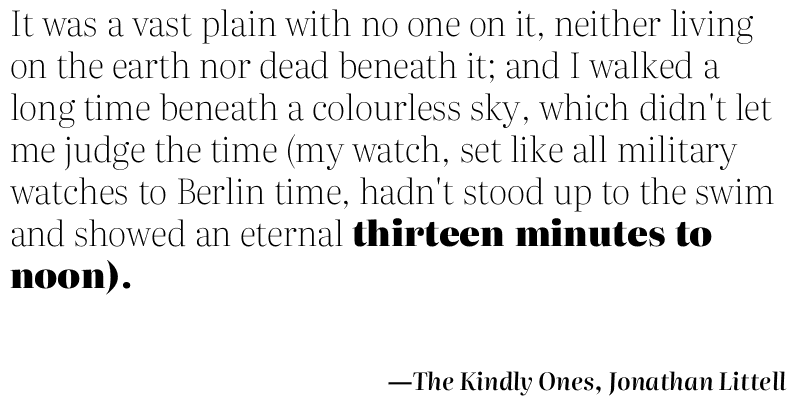 It was a vast plain with no one on it, neither living
on the earth nor dead beneath it; and I walked a
long time beneath a colourless sky, which didn't let
me judge the time (my watch, set like all military
watches to Berlin time, hadn't stood up to the swim
and showed an eternal thirteen minutes to
noon).
—The Kindly Ones, Jonathan Littell